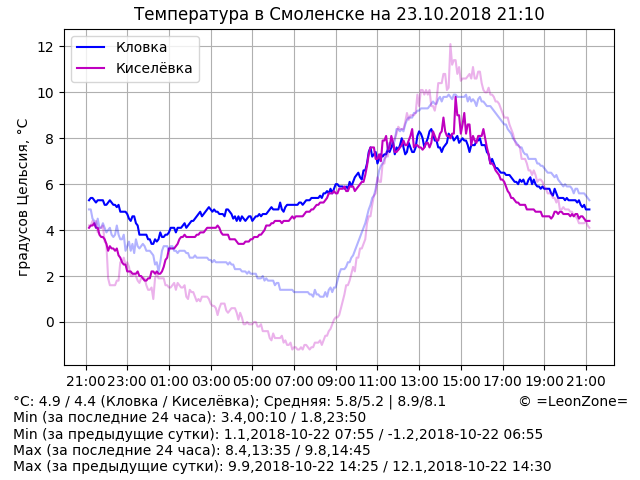 Температура в Смоленске на 23.10.2018 21:10
Кловка
Киселёвка
градусов Цельсия, °C
12
10
8
6
4
2
0
21:00 23:00 01:00 03:00 05:00 07:00 09:00 11:00 13:00 15:00 17:00 19:00 21:00
°C: 4.9 / 4.4 (Кловка / Киселёвка); Средняя: 5.8/5.2 | 8.9/8.1 © =LeonZone=
Min (за последние 24 часа): 3.4,00:10 / 1.8,23:50
Min (за предыдущие сутки): 1.1,2018-10-22 07:55 / -1.2,2018-10-22 06:55
Max (за последние 24 часа): 8.4,13:35 / 9.8,14:45
Max (за предыдущие сутки): 9.9,2018-10-22 14:25 / 12.1,2018-10-22 14:30